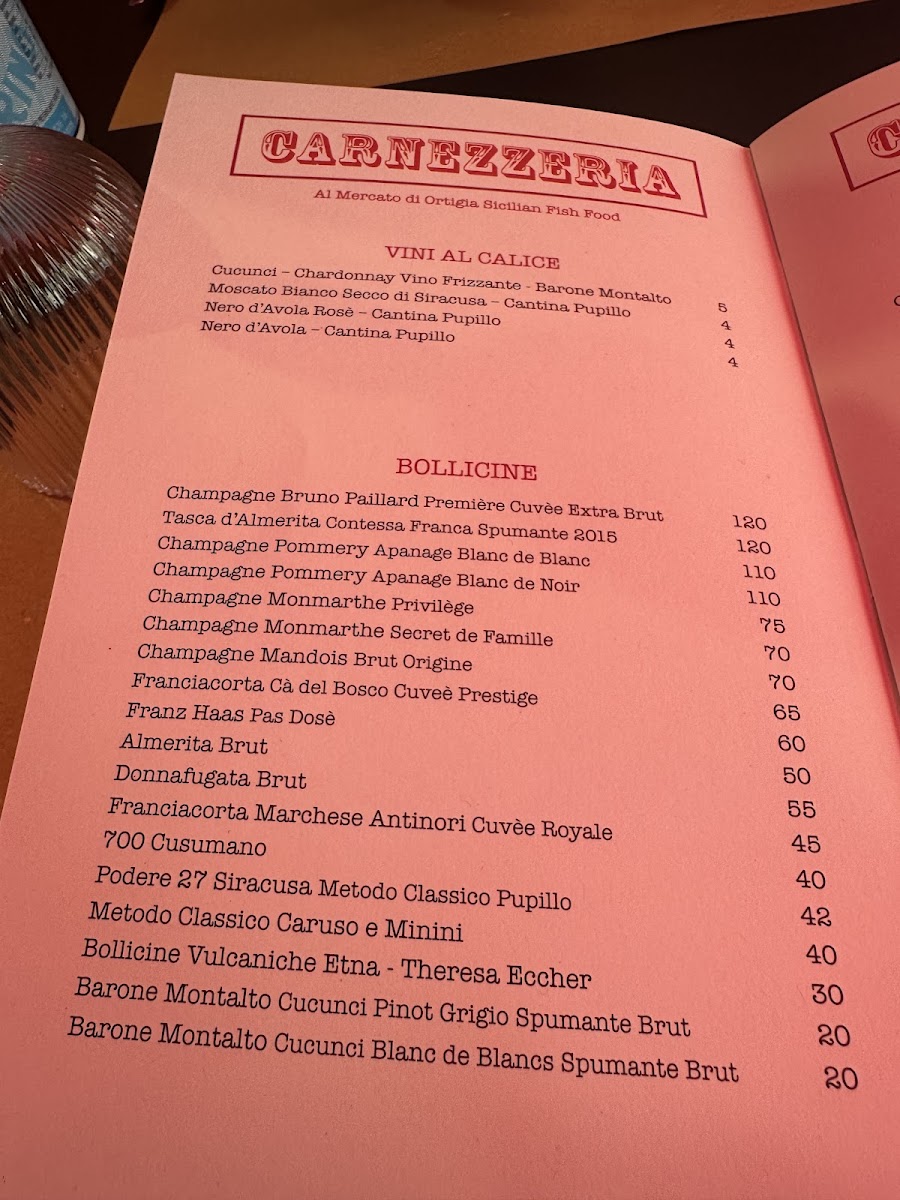 CARNEZZERIA
Al Mercato di Ortigia Sicilian Fish Food
VINI AL CALICE
Cucunci – Chardonnay Vino Frizzante - Barone Montalto 5
Moscato Bianco Secco di Siracusa – Cantina Pupillo 4
Nero d'Avola Rosè – Cantina Pupillo 4
Nero d'Avola – Cantina Pupillo 4
BOLLICINE
Champagne Bruno Paillard Première Cuvèe Extra Brut 120
Tasca d'Almerita Contessa Franca Spumante 2015 120
Champagne Pommery Apanage Blanc de Blanc 110
Champagne Pommery Apanage Blanc de Noir 110
Champagne Monmarthe Privilège 75
Champagne Monmarthe Secret de Famille 70
Champagne Mandois Brut Origine 70
Franciacorta Cà del Bosco Cuveè Prestige 65
Franz Haas Pas Dosè 60
Almerita Brut 50
Donnafugata Brut 55
Franciacorta Marchese Antinori Cuvèe Royale 45
700 Cusumano 40
Podere 27 Siracusa Metodo Classico Pupillo 42
Metodo Classico Caruso e Minini 40
Bollicine Vulcaniche Etna - Theresa Eccher 30
Barone Montalto Cucunci Pinot Grigio Spumante Brut 20
Barone Montalto Cucunci Blanc de Blancs Spumante Brut 20